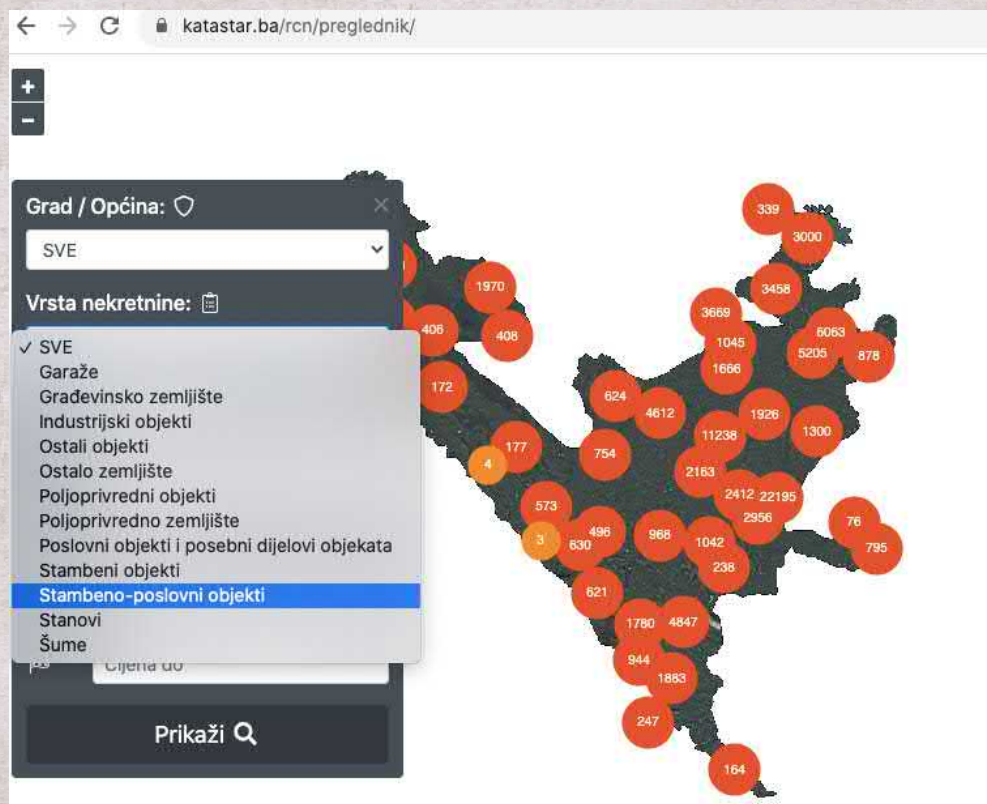 katastar.ba/rcn/preglednik/
+
−
Grad / Općina:
SVE
Vrsta nekretnine:
✓ SVE
Garaže
Građevinsko zemljište
Industrijski objekti
Ostali objekti
Ostalo zemljište
Poljoprivredni objekti
Poljoprivredno zemljište
Poslovni objekti i posebni dijelovi objekata
Stambeni objekti
Stambeno-poslovni objekti
Stanovi
Šume
Cijena do
Prikaži
339
3000
1970
3458
406
408
3669
1045
6063
5205
878
1666
172
624
4612
1926
11238
1300
177
4
754
2163
2412
22195
573
2956
76
3
630
496
968
1042
795
238
621
1780
4847
944
1883
247
164